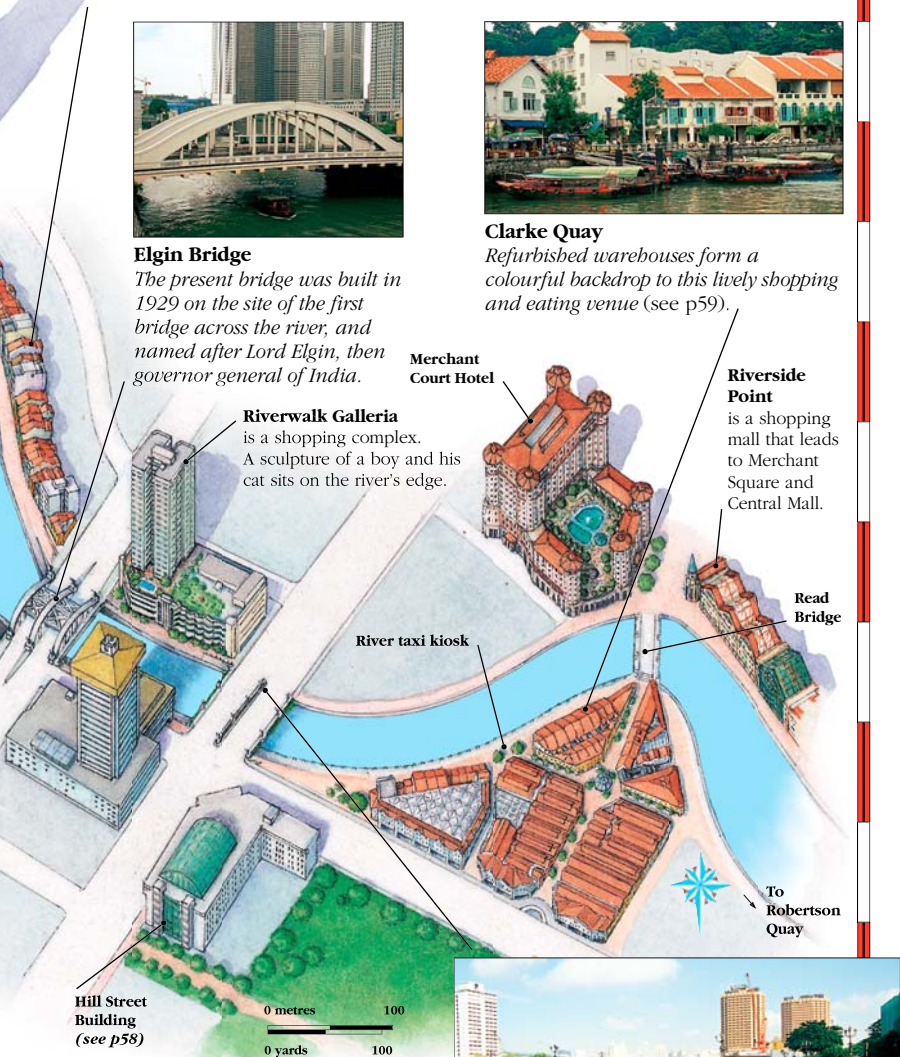 Elgin Bridge
The present bridge was built in
1929 on the site of the first
bridge across the river, and
named after Lord Elgin, then
governor general of India.
Clarke Quay
Refurbished warehouses form a
colourful backdrop to this lively shopping
and eating venue (see p59).
Merchant
Court Hotel
Riverside
Point
is a shopping
mall that leads
to Merchant
Square and
Central Mall.
Riverwalk Galleria
is a shopping complex.
A sculpture of a boy and his
cat sits on the river's edge.
Read
Bridge
River taxi kiosk
To
Robertson
Quay
Hill Street
Building
(see p58)
0 metres 100
0 yards 100